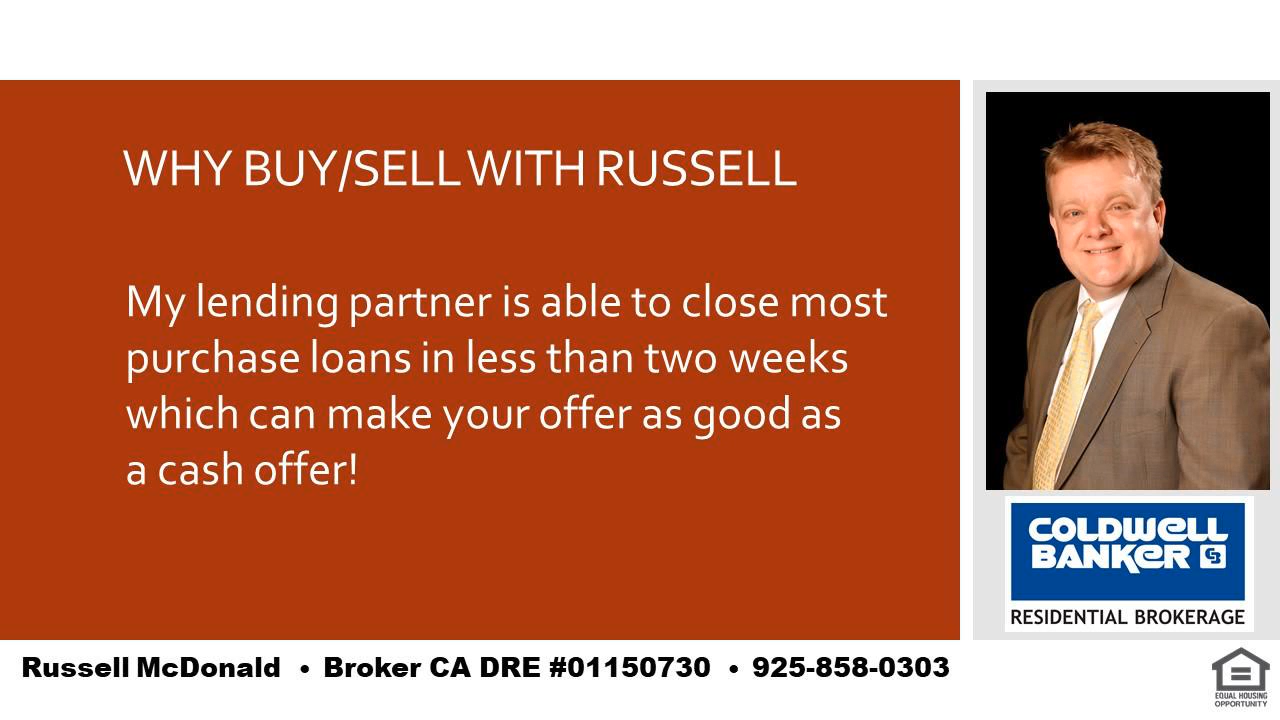 WHY BUY/SELL WITH RUSSELL
My lending partner is able to close most
purchase loans in less than two weeks
which can make your offer as good as
a cash offer!
COLDWELL
BANKER CB
RESIDENTIAL BROKERAGE
Russell McDonald • Broker CA DRE #01150730 • 925-858-0303
EQUAL HOUSING
OPPORTUNITY